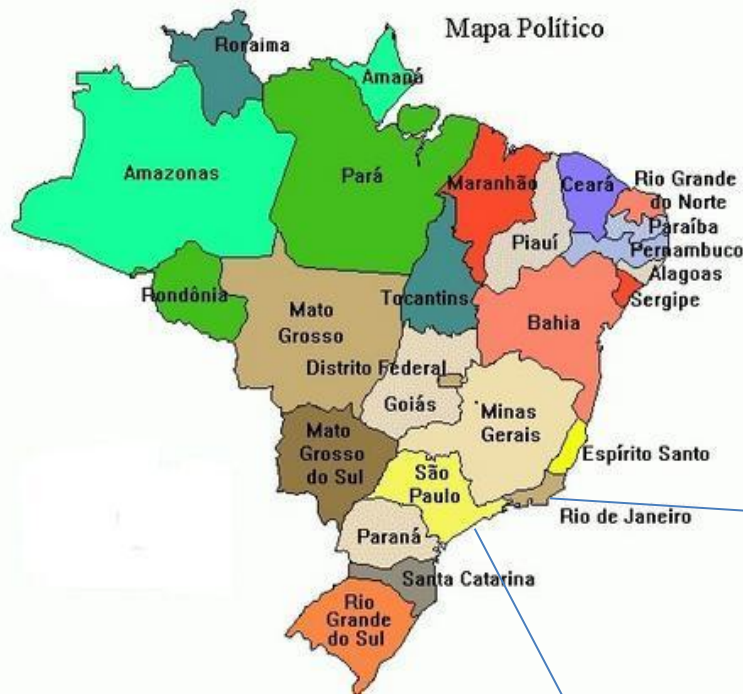 Mapa Político
Roraima
Amapá
Amazonas
Pará
Maranhão
Ceará
Rio Grande
do Norte
Paraíba
Piauí
Pernambuco
Alagoas
Rondônia
Tocantins
Sergipe
Mato
Grosso
Bahia
Distrito Federal
Goiás
Minas
Gerais
Mato
Grosso
do Sul
Espírito Santo
São
Paulo
Rio de Janeiro
Paraná
Santa Catarina
Rio
Grande
do Sul